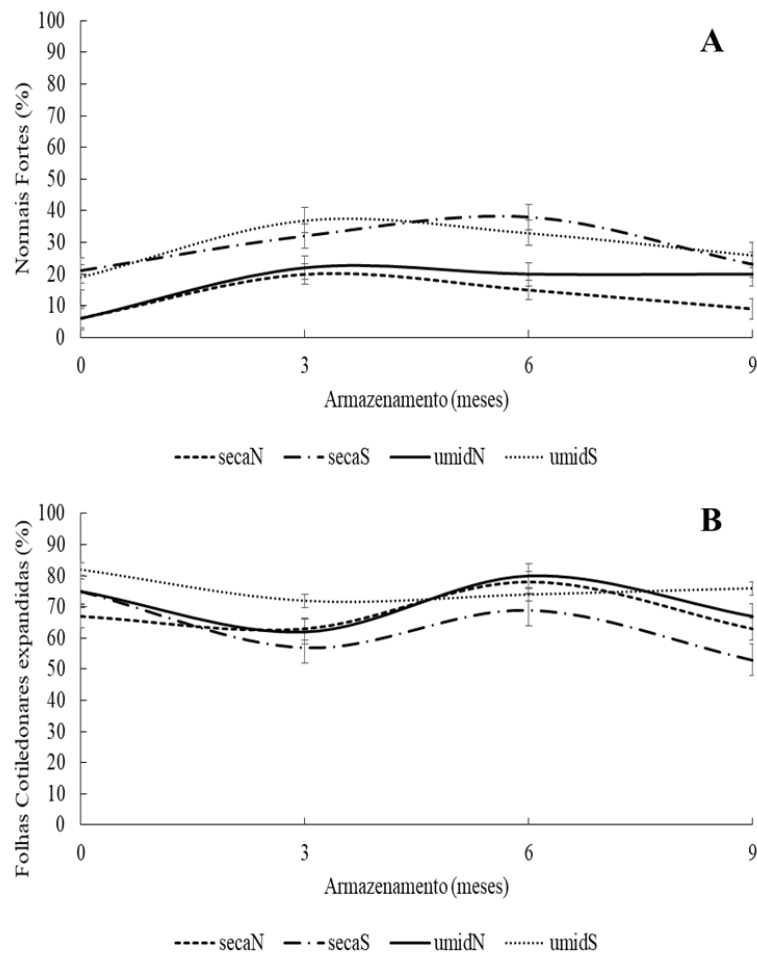 A
Normais Fortes (%)
100
90
80
70
60
50
40
30
20
10
0
0 3 6 9
Armazenamento (meses)
secaN secaS umidN umidS
B
Folhas Cotiledonares expandidas (%)
100
90
80
70
60
50
40
30
20
10
0
0 3 6 9
Armazenamento (meses)
secaN secaS umidN umidS